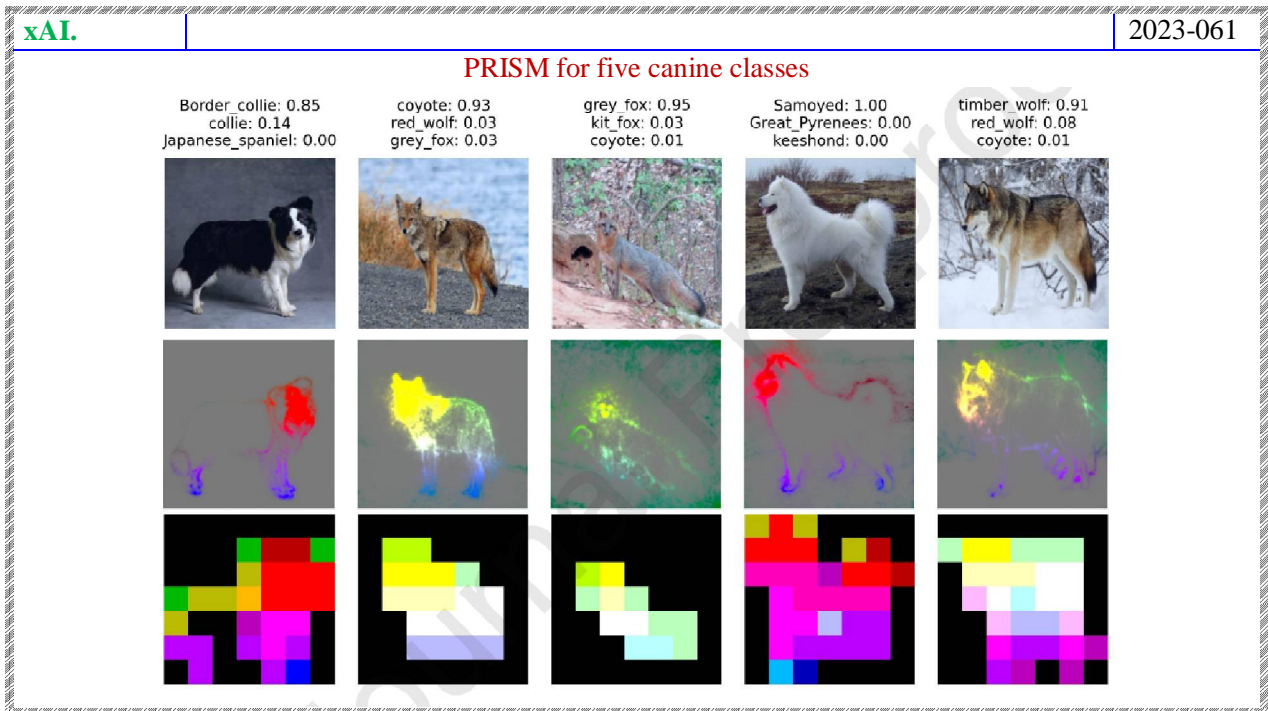 xAI.
2023-061
PRISM for five canine classes
Border_collie: 0.85
collie: 0.14
Japanese_spaniel: 0.00
coyote: 0.93
red_wolf: 0.03
grey_fox: 0.03
grey_fox: 0.95
kit_fox: 0.03
coyote: 0.01
Samoyed: 1.00
Great_Pyrenees: 0.00
keeshond: 0.00
timber_wolf: 0.91
red_wolf: 0.08
coyote: 0.01